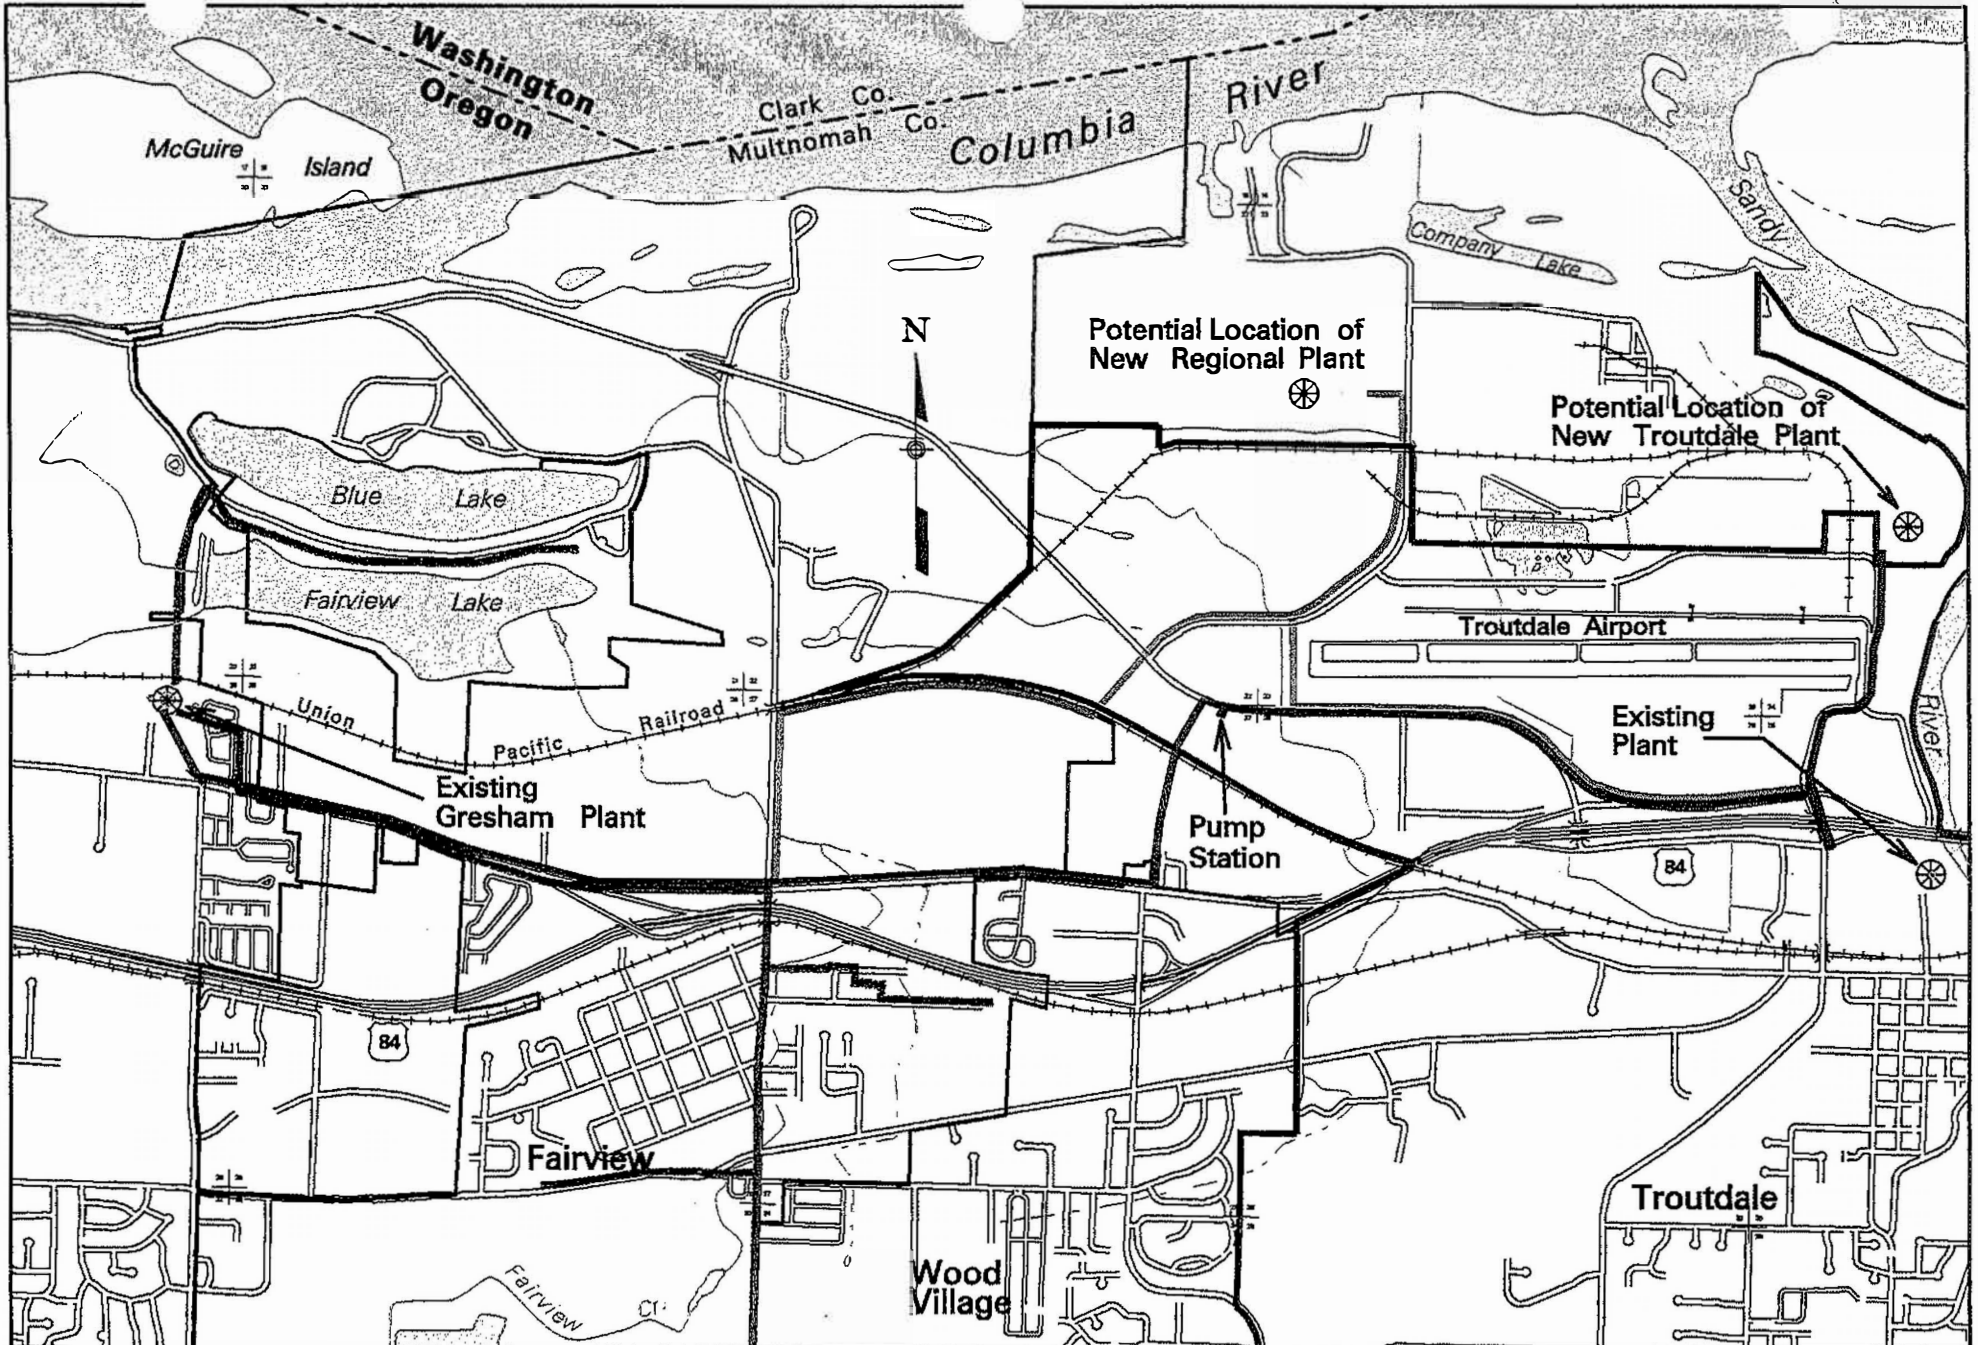 Washington
Oregon
Clark Co.
Multnomah Co.
Columbia River
McGuire Island
Sandy
Company Lake
N
Potential Location of
New Regional Plant
Potential Location of
New Troutdale Plant
Blue Lake
Fairview Lake
Troutdale Airport
Union Pacific Railroad
Existing
Plant
River
Existing
Gresham Plant
Pump
Station
84
84
Fairview
Troutdale
Wood
Village
Fairview Cr.